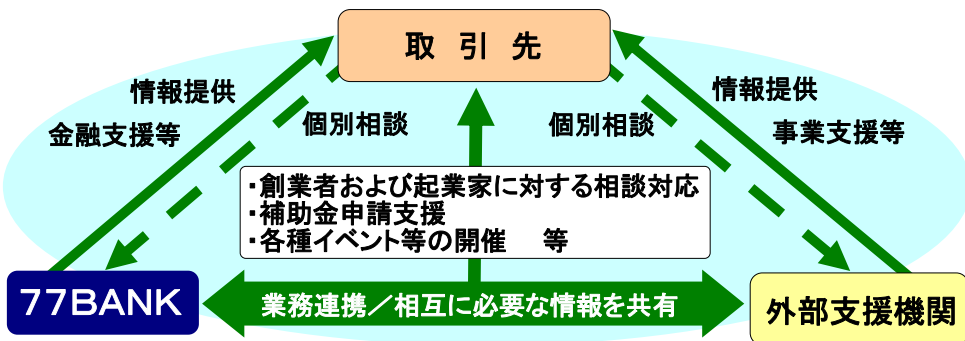 取 引 先
情報提供
金融支援等
個別相談
個別相談
情報提供
事業支援等
・創業者および起業家に対する相談対応
・補助金申請支援
・各種イベント等の開催　等
77BANK
業務連携／相互に必要な情報を共有
外部支援機関